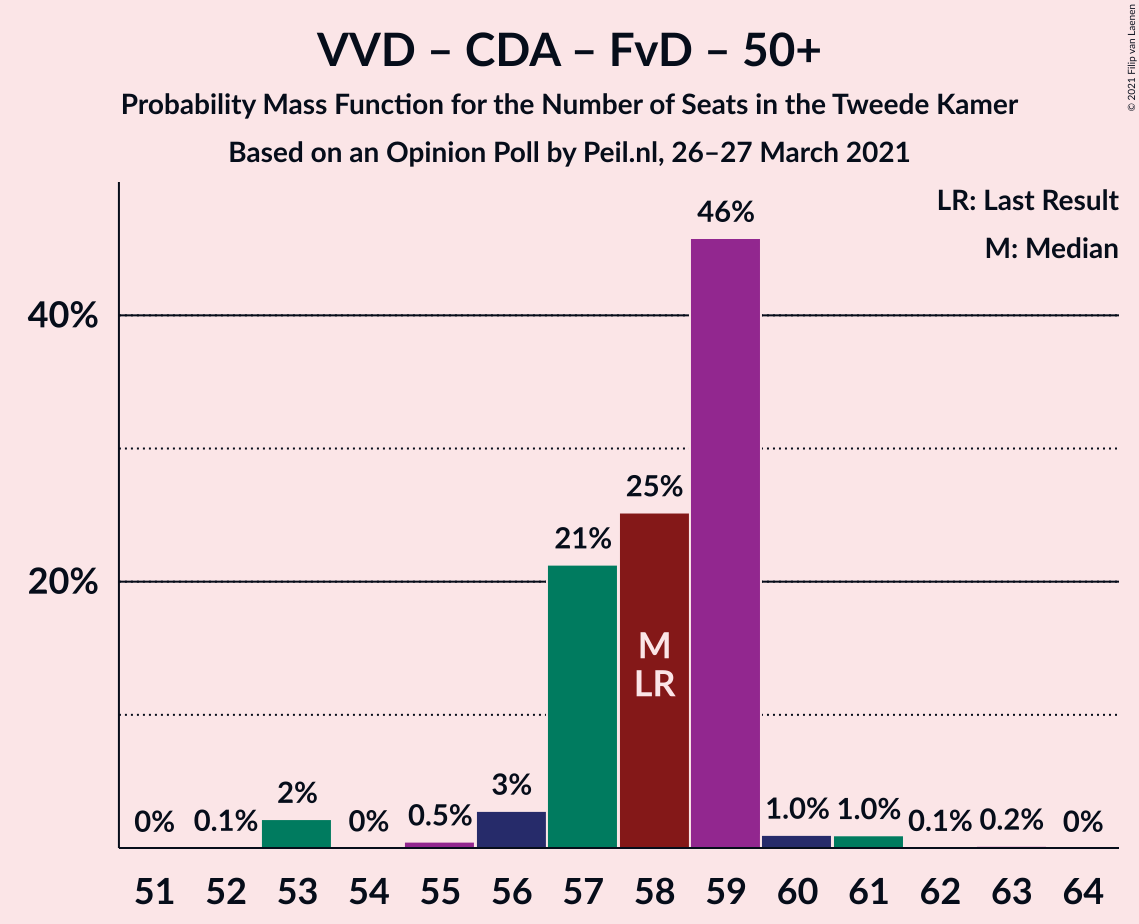 VVD – CDA – FvD – 50+
Probability Mass Function for the Number of Seats in the Tweede Kamer
Based on an Opinion Poll by Peil.nl, 26–27 March 2021
© 2021 Filip van Laenen
LR: Last Result
M: Median
40%
20%
0%
0.1%
2%
0%
0.5%
3%
21%
25%
46%
1.0%
1.0%
0.1%
0.2%
0%
M
LR
51 52 53 54 55 56 57 58 59 60 61 62 63 64